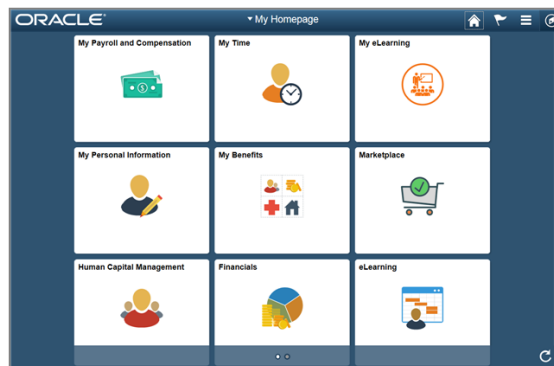 ORACLE
My Homepage
My Payroll and Compensation
My Time
My eLearning
My Personal Information
My Benefits
Marketplace
Human Capital Management
Financials
eLearning